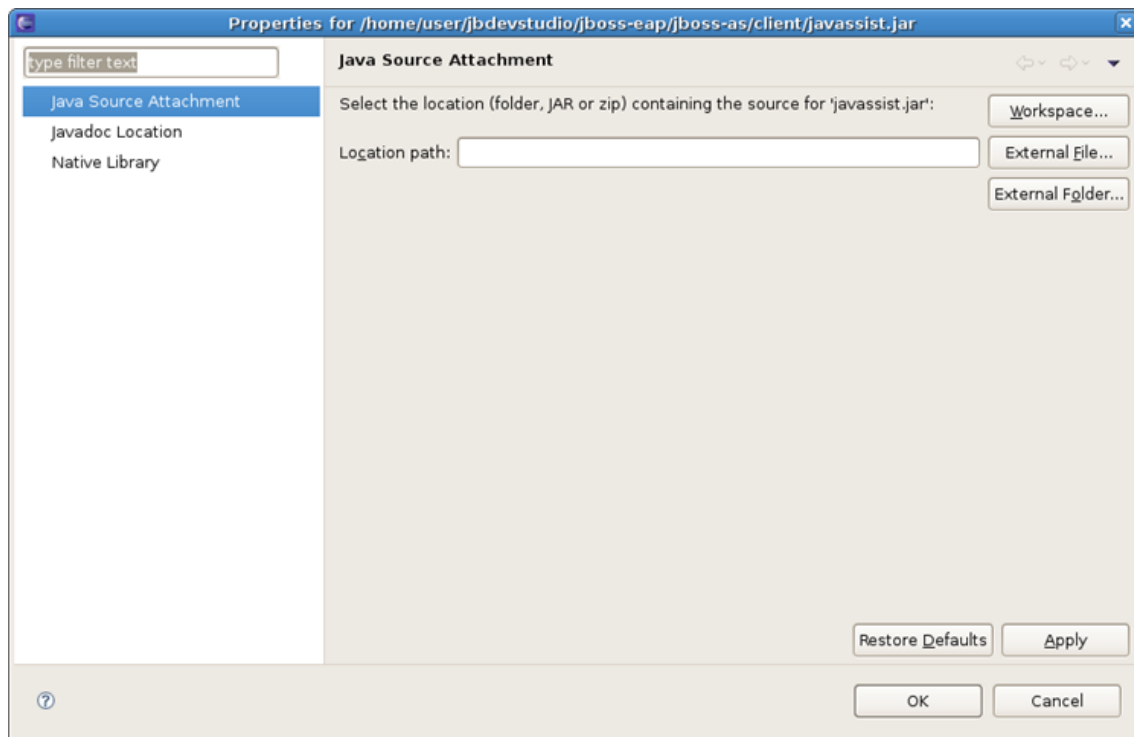 Properties for /home/user/jbdevstudio/jboss-eap/jboss-as/client/javassist.jar
type filter text
Java Source Attachment
Javadoc Location
Native Library
Java Source Attachment
Select the location (folder, JAR or zip) containing the source for 'javassist.jar':
Workspace...
Location path:
External File...
External Folder...
Restore Defaults
Apply
OK
Cancel